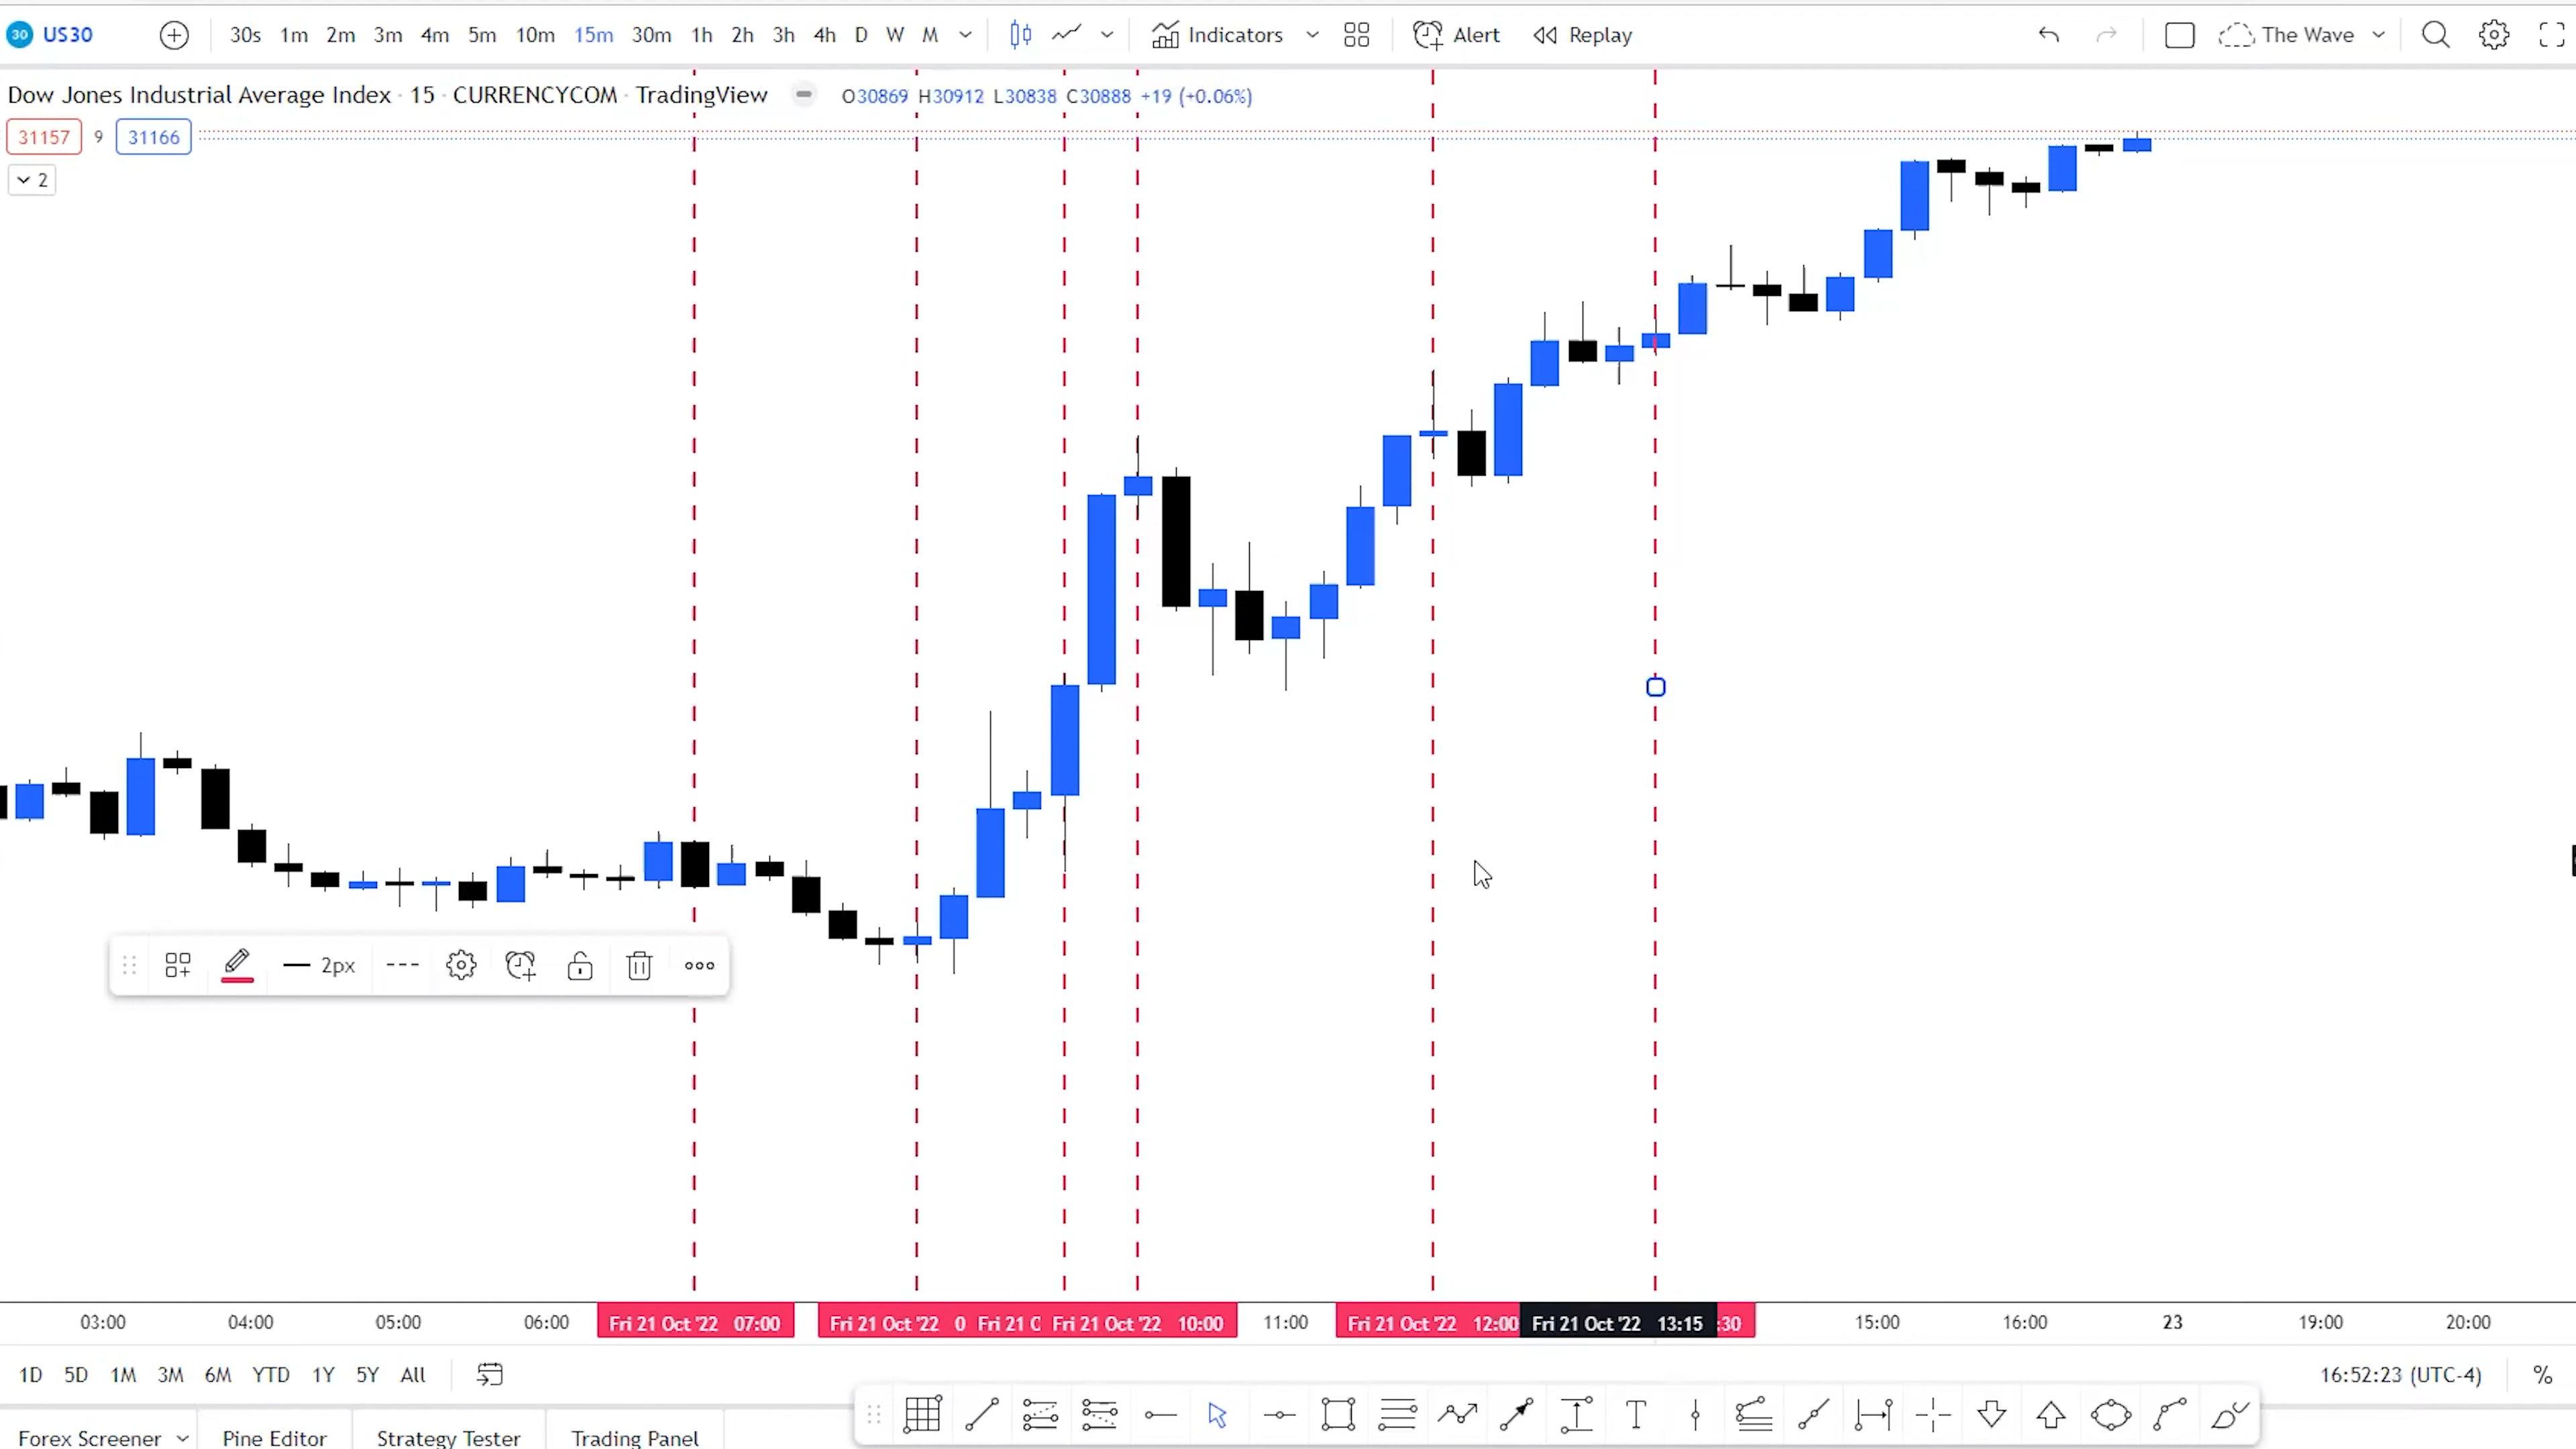 30 US30 30s 1m 2m 3m 4m 5m 10m 15m 30m 1h 2h 3h 4h D W M Indicators Alert Replay The Wave
Dow Jones Industrial Average Index · 15 · CURRENCYCOM · TradingView O30869 H30912 L30838 C30888 +19 (+0.06%)
31157 9 31166
2
2px
03:00 04:00 05:00 06:00 Fri 21 Oct '22 07:00 Fri 21 Oct '22 0 Fri 21 O Fri 21 Oct '22 10:00 11:00 Fri 21 Oct '22 12:00 Fri 21 Oct '22 13:15 :30 15:00 16:00 23 19:00 20:00
1D 5D 1M 3M 6M YTD 1Y 5Y All 16:52:23 (UTC-4) %
Forex Screener Pine Editor Strategy Tester Trading Panel